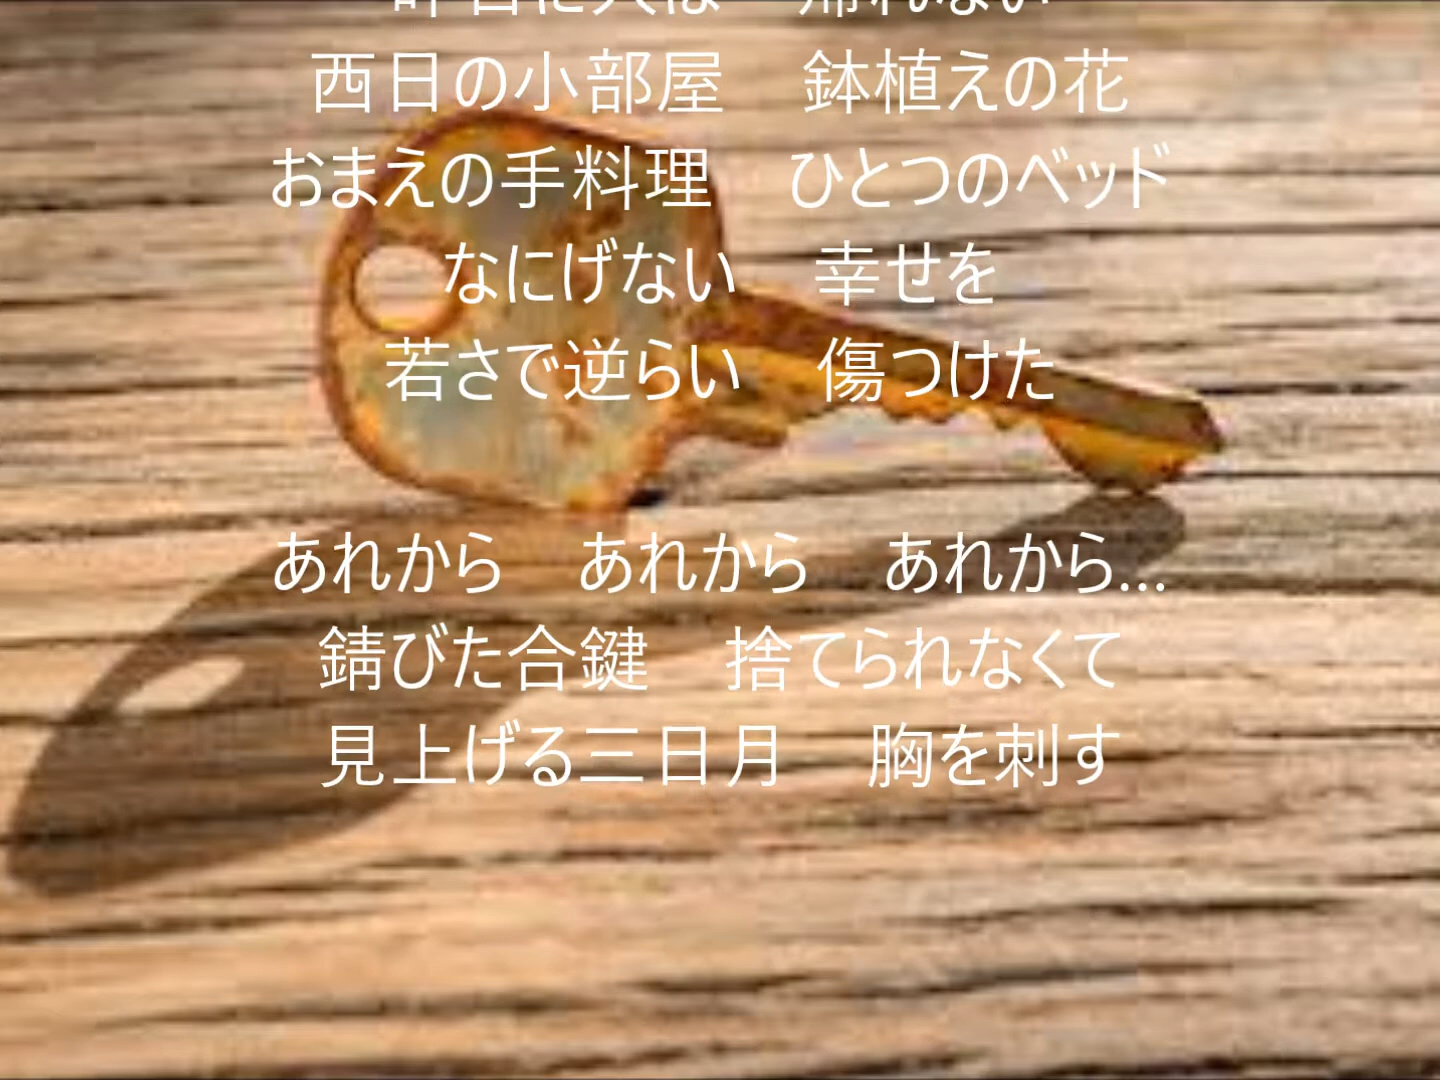 西日の小部屋　鉢植えの花
おまえの手料理　ひとつのベッド
なにげない　幸せを
若さで逆らい　傷つけた
あれから　あれから　あれから…
錆びた合鍵　捨てられなくて
見上げる三日月　胸を刺す